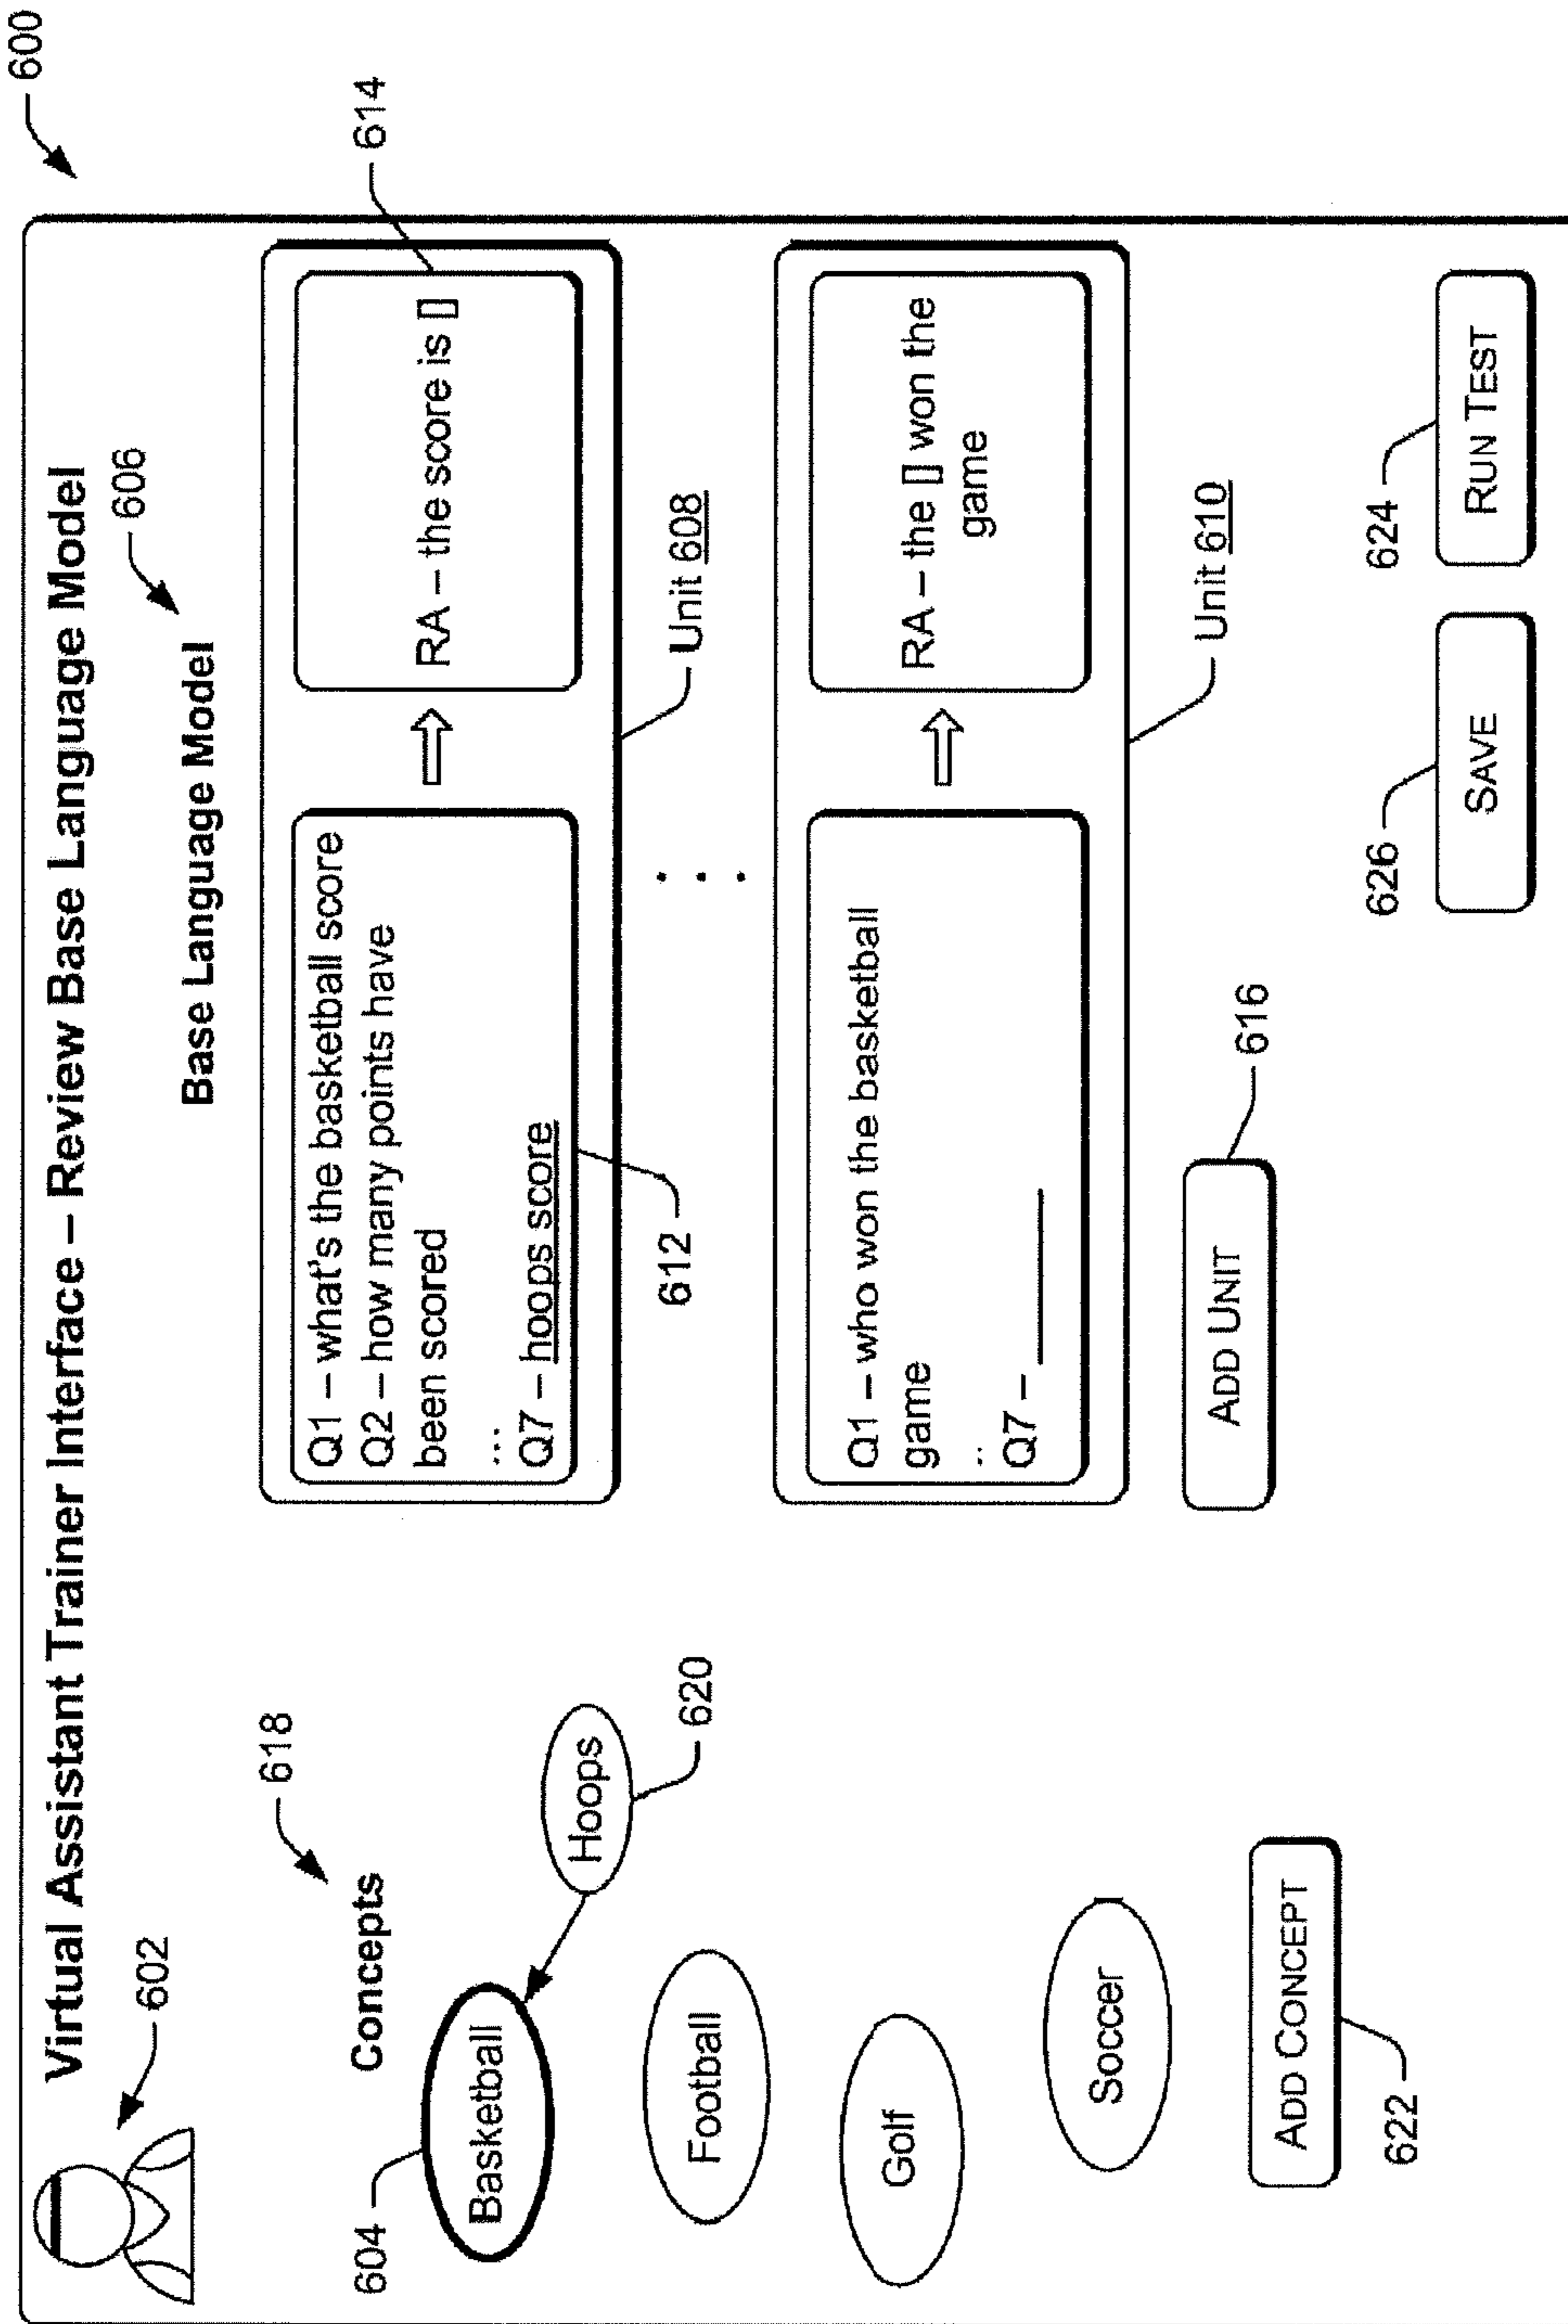 600
Virtual Assistant Trainer Interface – Review Base Language Model
602
618
Concepts
604
Basketball
Hoops
620
Football
Golf
Soccer
ADD CONCEPT
622
606
Base Language Model
Q1 – what's the basketball score
Q2 – how many points have
been scored
...
Q7 – hoops score
612
RA – the score is []
614
Unit 608
Q1 – who won the basketball
game
..
Q7 – ________
RA – the [] won the
game
Unit 610
ADD UNIT
616
626
SAVE
624
RUN TEST